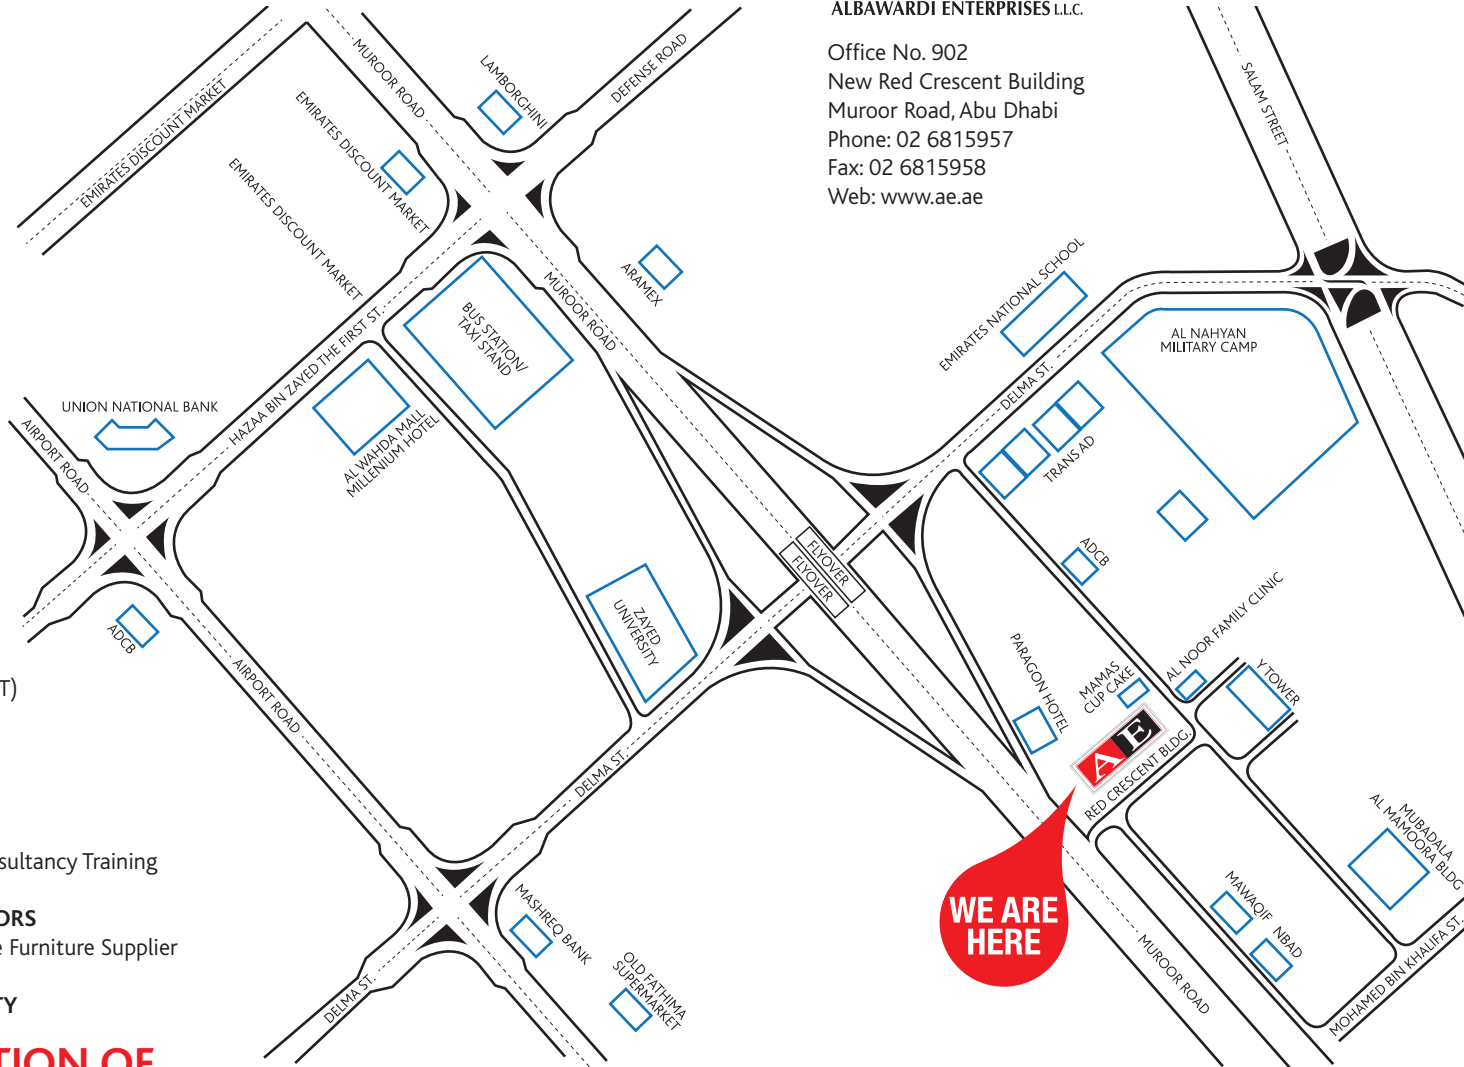 ALBAWARDI ENTERPRISES L.L.C.
Office No. 902
New Red Crescent Building
Muroor Road, Abu Dhabi
Phone: 02 6815957
Fax: 02 6815958
Web: www.ae.ae
EMIRATES DISCOUNT MARKET
MUROOR ROAD
LAMBORGHINI
DEFENSE ROAD
SALAM STREET
EMIRATES DISCOUNT MARKET
EMIRATES DISCOUNT MARKET
ARAMEX
MUROOR ROAD
BUS STATION/
TAXI STAND
HAZAA BIN ZAYED THE FIRST ST.
EMIRATES NATIONAL SCHOOL
AL NAHYAN
MILITARY CAMP
DELMA ST.
UNION NATIONAL BANK
AIRPORT ROAD
AL WAHDA MALL
MILLENIUM HOTEL
TRANS AD
FLYOVER
FLYOVER
ADCB
ZAYED
UNIVERSITY
ADCB
AIRPORT ROAD
AL NOOR FAMILY CLINIC
PARAGON HOTEL
MAMAS
CUP CAKE
Y TOWER
AE
RED CRESCENT BLDG.
DELMA ST.
T)
MUBADALA
AL MAMOORA BLDG
WE ARE
HERE
MAWAQIF
NBAD
MASHREQ BANK
OLD FATHIMA
SUPERMARKET
MUROOR ROAD
MOHAMED BIN KHALIFA ST.
DELMA ST.
sultancy Training
ORS
e Furniture Supplier
TY
TION OF